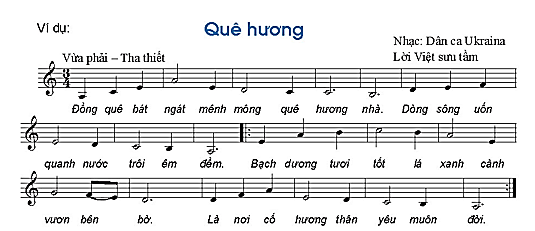 Ví dụ:
Quê hương
Nhạc: Dân ca Ukraina
Vừa phải – Tha thiết
Lời Việt sưu tầm
3
4
Đồng quê bát ngát mênh mông quê hương nhà. Dòng sông uốn
quanh nước trôi êm đềm. Bạch dương tươi tốt lá xanh cành
vươn bên bờ. Là nơi cố hương thân yêu muôn đời.